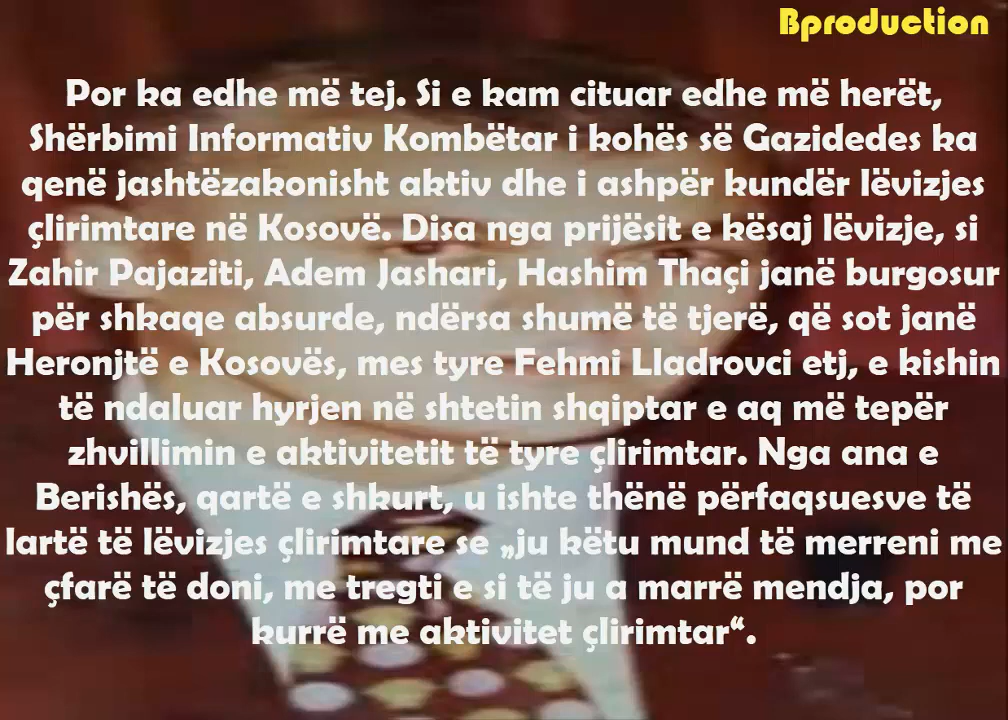 Bproduction
Por ka edhe më tej. Si e kam cituar edhe më herët,
Shërbimi Informativ Kombëtar i kohës së Gazidedes ka
qenë jashtëzakonisht aktiv dhe i ashpër kundër lëvizjes
çlirimtare në Kosovë. Disa nga prijësit e kësaj lëvizje, si
Zahir Pajaziti, Adem Jashari, Hashim Thaçi janë burgosur
për shkaqe absurde, ndërsa shumë të tjerë, që sot janë
Heronjtë e Kosovës, mes tyre Fehmi Lladrovci etj, e kishin
të ndaluar hyrjen në shtetin shqiptar e aq më tepër
zhvillimin e aktivitetit të tyre çlirimtar. Nga ana e
Berishës, qartë e shkurt, u ishte thënë përfaqsuesve të
lartë të lëvizjes çlirimtare se „ju këtu mund të merreni me
çfarë të doni, me tregti e si të ju a marrë mendja, por
kurrë me aktivitet çlirimtar“.